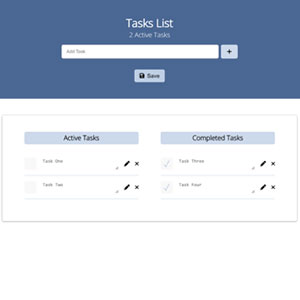 Tasks List
2 Active Tasks
Add Task
Save
Active Tasks
Task One
Task Two
Completed Tasks
Task Three
Task Four